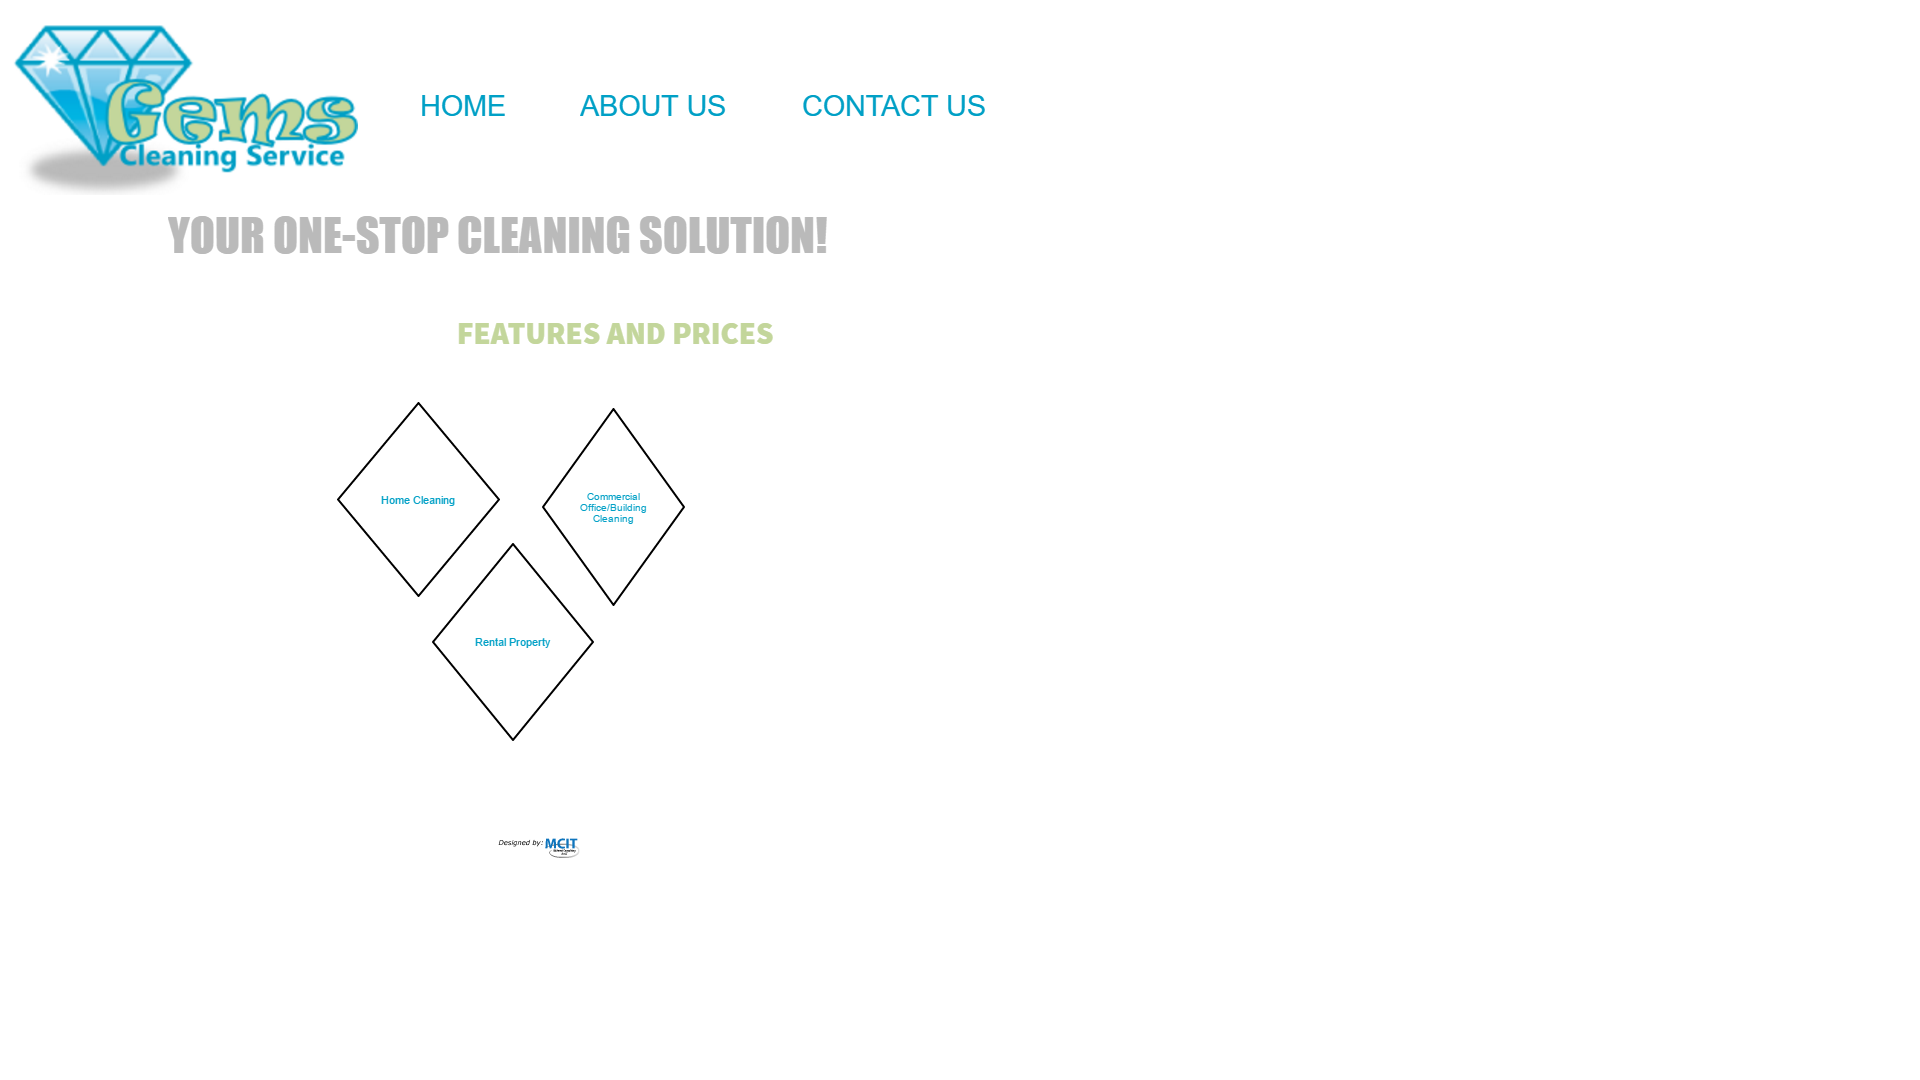 Gems
Cleaning Service
HOME
ABOUT US
CONTACT US
YOUR ONE-STOP CLEANING SOLUTION!
FEATURES AND PRICES
Home Cleaning
Commercial
Office/Building
Cleaning
Rental Property
Designed by: MCIT